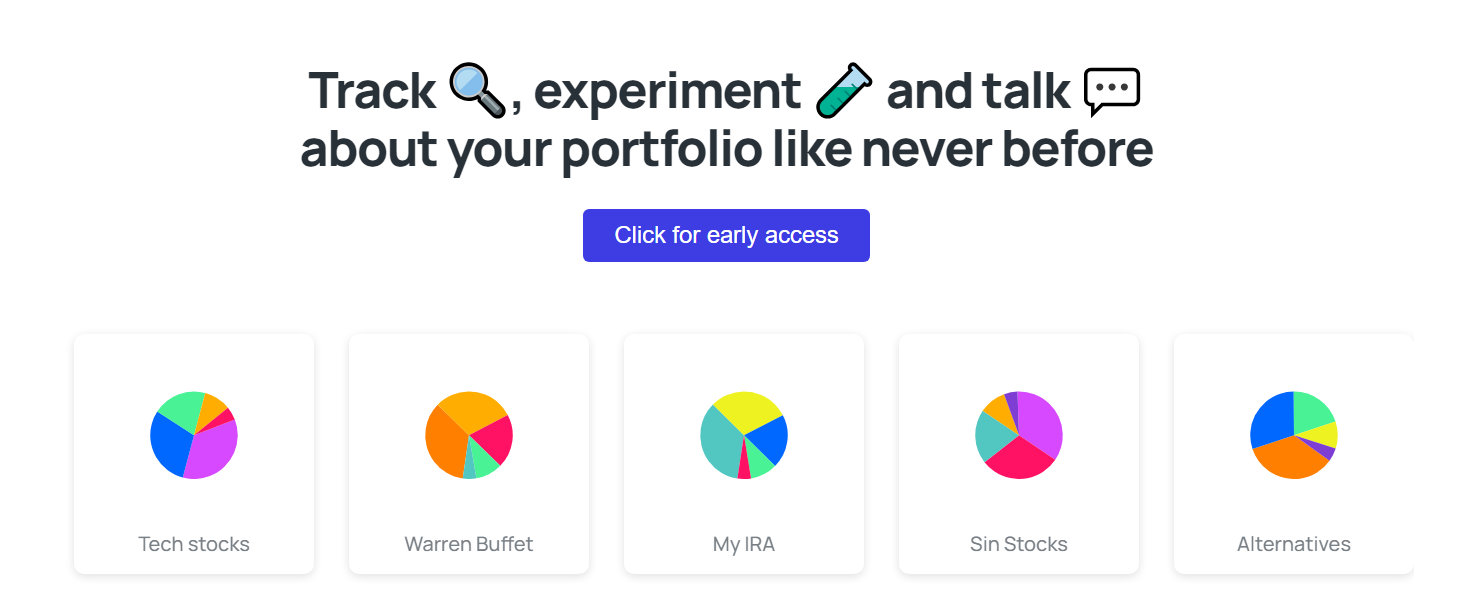 Track 🔍, experiment 🧪 and talk 💬
about your portfolio like never before
Click for early access
Tech stocks
Warren Buffet
My IRA
Sin Stocks
Alternatives